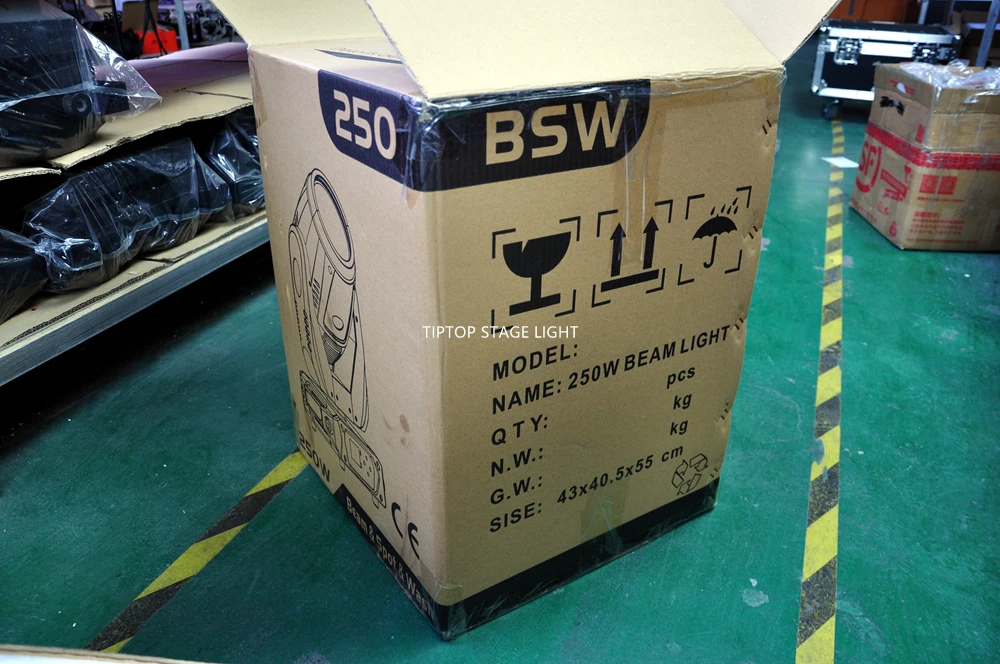 250
BSW
TIPTOP STAGE LIGHT
MODEL:
NAME: 250W BEAM LIGHT
QTY: pcs
N.W.: kg
G.W.: kg
SISE: 43x40.5x55 cm
250W
CE
Beam & Spot & Wash
SF